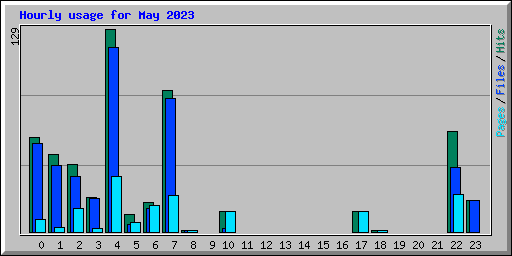 Hourly usage for May 2023
129
Pages/Files/Hits
0 1 2 3 4 5 6 7 8 9 10 11 12 13 14 15 16 17 18 19 20 21 22 23